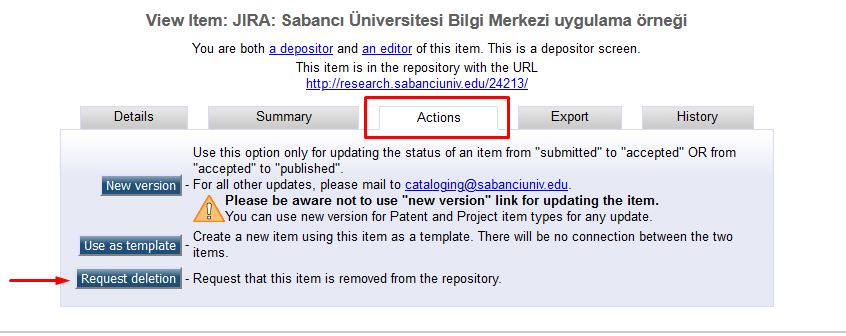 View Item: JIRA: Sabancı Üniversitesi Bilgi Merkezi uygulama örneği
You are both a depositor and an editor of this item. This is a depositor screen.
This item is in the repository with the URL
http://research.sabanciuniv.edu/24213/
Details Summary Actions Export History
Use this option only for updating the status of an item from "submitted" to "accepted" OR from
"accepted" to "published".
New version - For all other updates, please mail to cataloging@sabanciuniv.edu.
Please be aware not to use "new version" link for updating the item.
You can use new version for Patent and Project item types for any update.
Use as template - Create a new item using this item as a template. There will be no connection between the two
items.
Request deletion - Request that this item is removed from the repository.